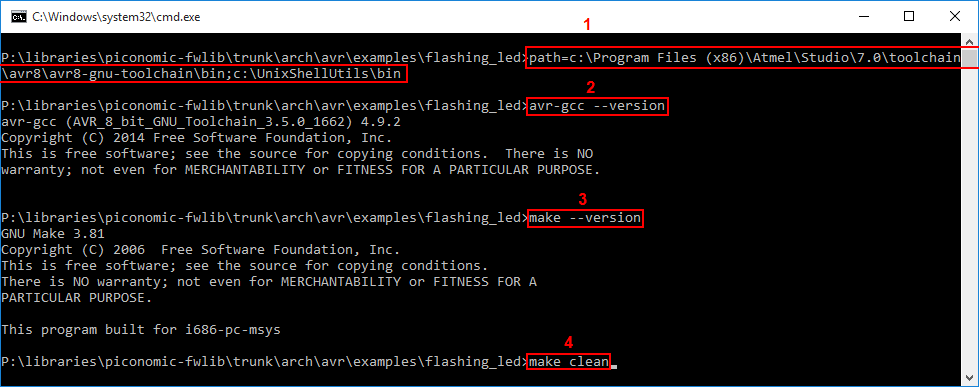 C:\Windows\system32\cmd.exe
1
P:\libraries\piconomic-fwlib\trunk\arch\avr\examples\flashing_led>path=c:\Program Files (x86)\Atmel\Studio\7.0\toolchain
\avr8\avr8-gnu-toolchain\bin;c:\UnixShellUtils\bin
2
P:\libraries\piconomic-fwlib\trunk\arch\avr\examples\flashing_led>avr-gcc --version
avr-gcc (AVR_8_bit_GNU_Toolchain_3.5.0_1662) 4.9.2
Copyright (C) 2014 Free Software Foundation, Inc.
This is free software; see the source for copying conditions.  There is NO
warranty; not even for MERCHANTABILITY or FITNESS FOR A PARTICULAR PURPOSE.
3
P:\libraries\piconomic-fwlib\trunk\arch\avr\examples\flashing_led>make --version
GNU Make 3.81
Copyright (C) 2006  Free Software Foundation, Inc.
This is free software; see the source for copying conditions.
There is NO warranty; not even for MERCHANTABILITY or FITNESS FOR A
PARTICULAR PURPOSE.
This program built for i686-pc-msys
4
P:\libraries\piconomic-fwlib\trunk\arch\avr\examples\flashing_led>make clean